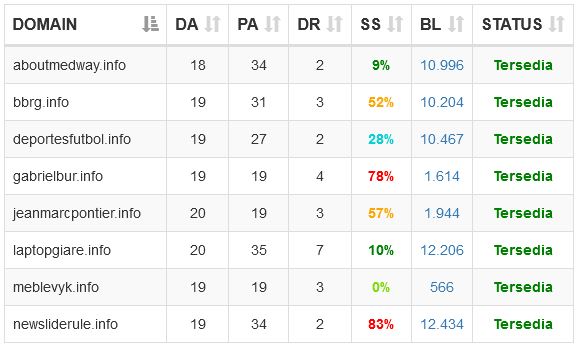 DOMAIN DA PA DR SS BL STATUS
aboutmedway.info 18 34 2 9% 10.996 Tersedia
bbrg.info 19 31 3 52% 10.204 Tersedia
deportesfutbol.info 19 27 2 28% 10.467 Tersedia
gabrielbur.info 19 19 4 78% 1.614 Tersedia
jeanmarcpontier.info 20 19 3 57% 1.944 Tersedia
laptopgiare.info 20 35 7 10% 12.206 Tersedia
meblevyk.info 19 19 3 0% 566 Tersedia
newsliderule.info 19 34 2 83% 12.434 Tersedia